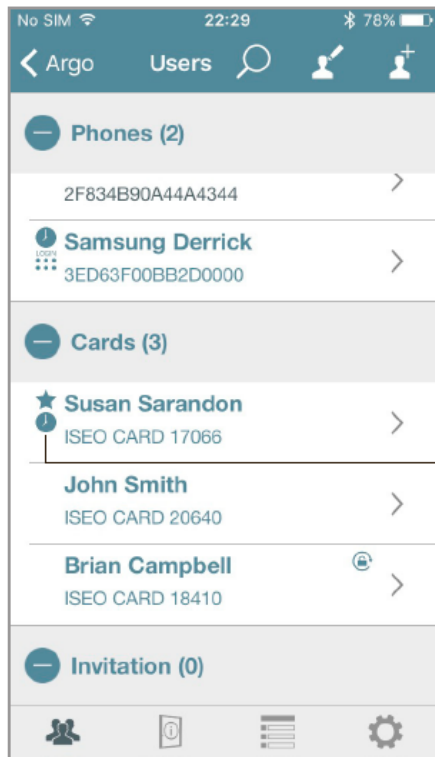 No SIM 22:29 78%
Argo Users
Phones (2)
2F834B90A44A4344
Samsung Derrick
LOGIN
3ED63F00BB2D0000
Cards (3)
Susan Sarandon
ISEO CARD 17066
John Smith
ISEO CARD 20640
Brian Campbell
ISEO CARD 18410
Invitation (0)